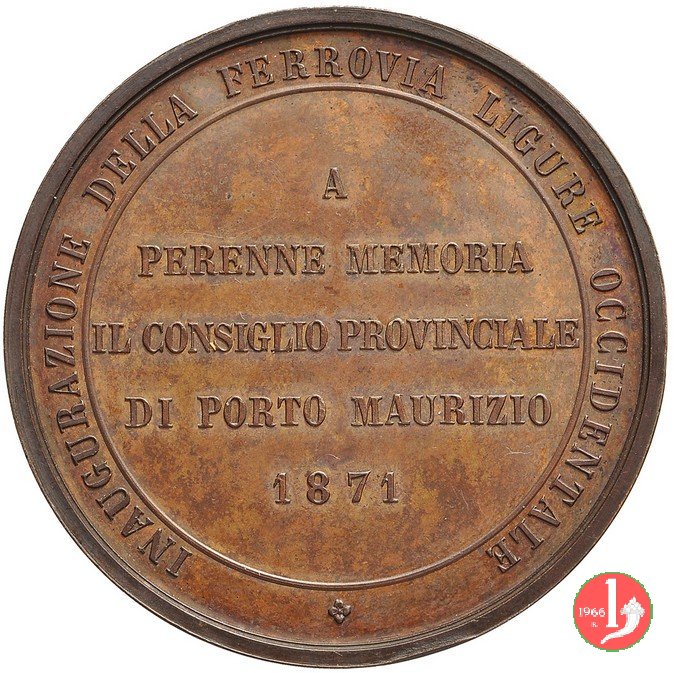 INAUGURAZIONE DELLA FERROVIA LIGURE OCCIDENTALE
A
PERENNE MEMORIA
IL CONSIGLIO PROVINCIALE
DI PORTO MAURIZIO
1871
1966